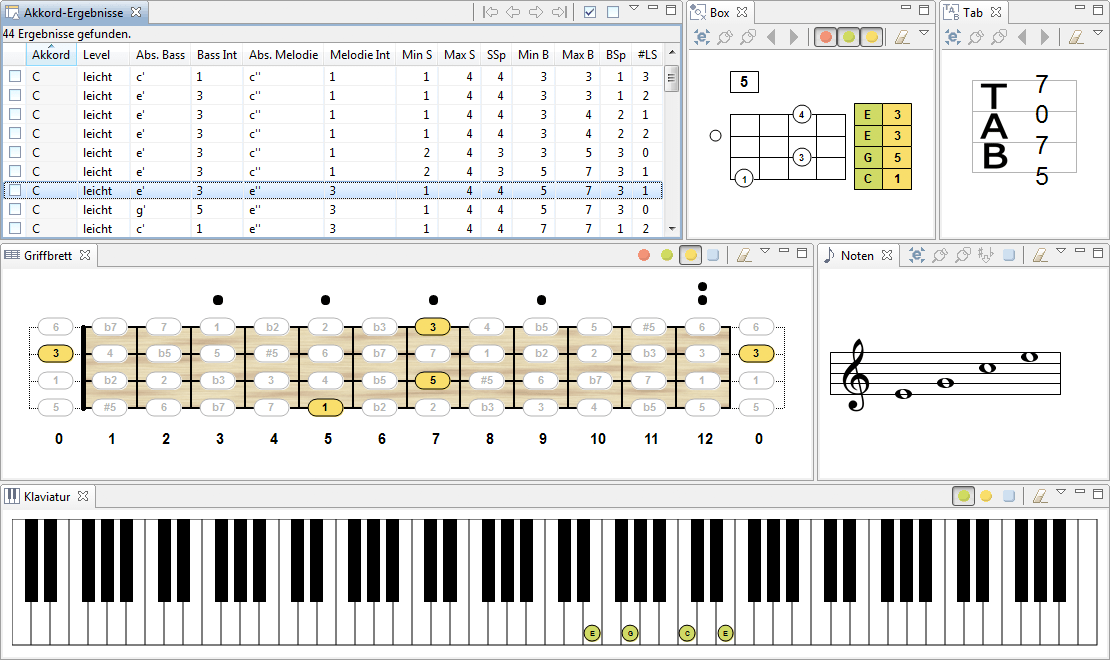 Akkord-Ergebnisse
44 Ergebnisse gefunden.
Akkord Level Abs. Bass Bass Int Abs. Melodie Melodie Int Min S Max S SSp Min B Max B BSp #LS
C leicht c' 1 c'' 1 1 4 4 3 3 1 3
C leicht e' 3 c'' 1 1 4 4 3 3 1 2
C leicht e' 3 c'' 1 1 4 4 3 4 2 1
C leicht e' 3 c'' 1 1 4 4 3 4 2 2
C leicht e' 3 c'' 1 2 4 3 3 5 3 0
C leicht e' 3 c'' 1 2 4 3 5 7 3 1
C leicht e' 3 e'' 3 1 4 4 5 7 3 1
C leicht g' 5 e'' 3 1 4 4 5 7 3 0
C leicht c' 1 e'' 3 1 4 4 7 7 1 2
Box
5
4
3
1
E 3
E 3
G 5
C 1
Tab
TAB
7
0
7
5
Griffbrett
6 b7 7 1 b2 2 b3 3 4 b5 5 #5 6 6
3 4 b5 5 #5 6 b7 7 1 b2 2 b3 3 3
1 b2 2 b3 3 4 b5 5 #5 6 b7 7 1 1
5 #5 6 b7 7 1 b2 2 b3 3 4 b5 5 5
0 1 2 3 4 5 6 7 8 9 10 11 12 0
Noten
Klaviatur
E G C E